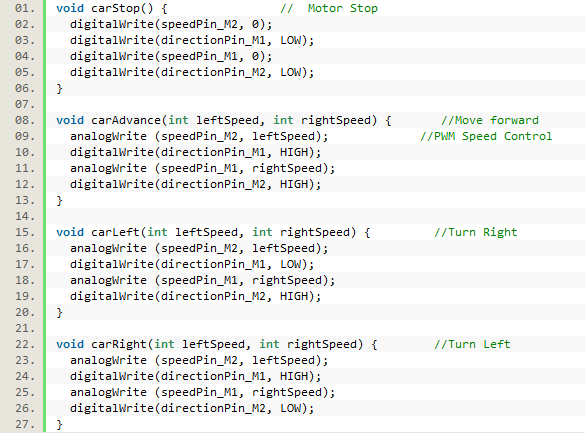 01. void carStop() { // Motor Stop
02. digitalWrite(speedPin_M2, 0);
03. digitalWrite(directionPin_M1, LOW);
04. digitalWrite(speedPin_M1, 0);
05. digitalWrite(directionPin_M2, LOW);
06. }
07.
08. void carAdvance(int leftSpeed, int rightSpeed) { //Move forward
09. analogWrite (speedPin_M2, leftSpeed); //PWM Speed Control
10. digitalWrite(directionPin_M1, HIGH);
11. analogWrite (speedPin_M1, rightSpeed);
12. digitalWrite(directionPin_M2, HIGH);
13. }
14.
15. void carLeft(int leftSpeed, int rightSpeed) { //Turn Right
16. analogWrite (speedPin_M2, leftSpeed);
17. digitalWrite(directionPin_M1, LOW);
18. analogWrite (speedPin_M1, rightSpeed);
19. digitalWrite(directionPin_M2, HIGH);
20. }
21.
22. void carRight(int leftSpeed, int rightSpeed) { //Turn Left
23. analogWrite (speedPin_M2, leftSpeed);
24. digitalWrite(directionPin_M1, HIGH);
25. analogWrite (speedPin_M1, rightSpeed);
26. digitalWrite(directionPin_M2, LOW);
27. }